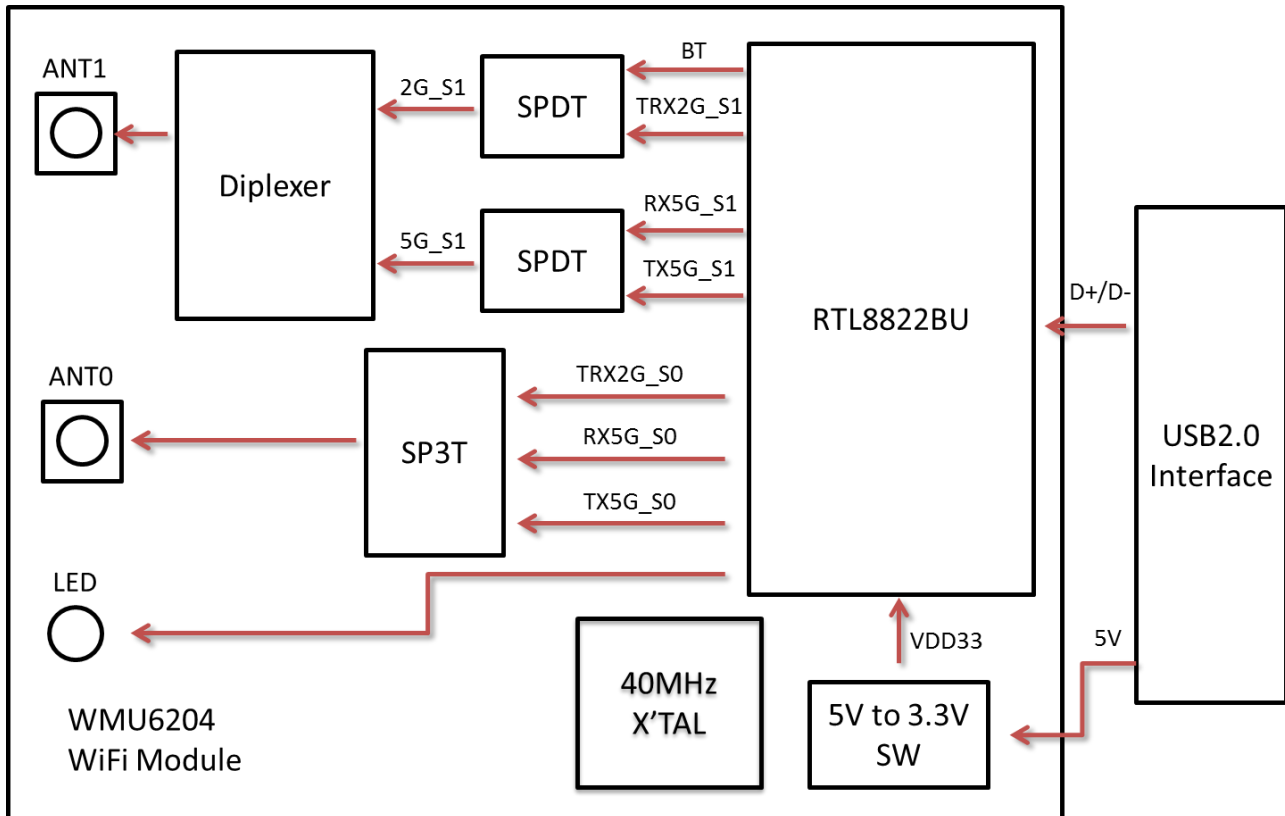 ANT1
Diplexer
2G_S1
5G_S1
SPDT
SPDT
BT
TRX2G_S1
RX5G_S1
TX5G_S1
RTL8822BU
D+/D-
USB2.0
Interface
5V
ANT0
SP3T
TRX2G_S0
RX5G_S0
TX5G_S0
LED
WMU6204
WiFi Module
40MHz
X’TAL
VDD33
5V to 3.3V
SW